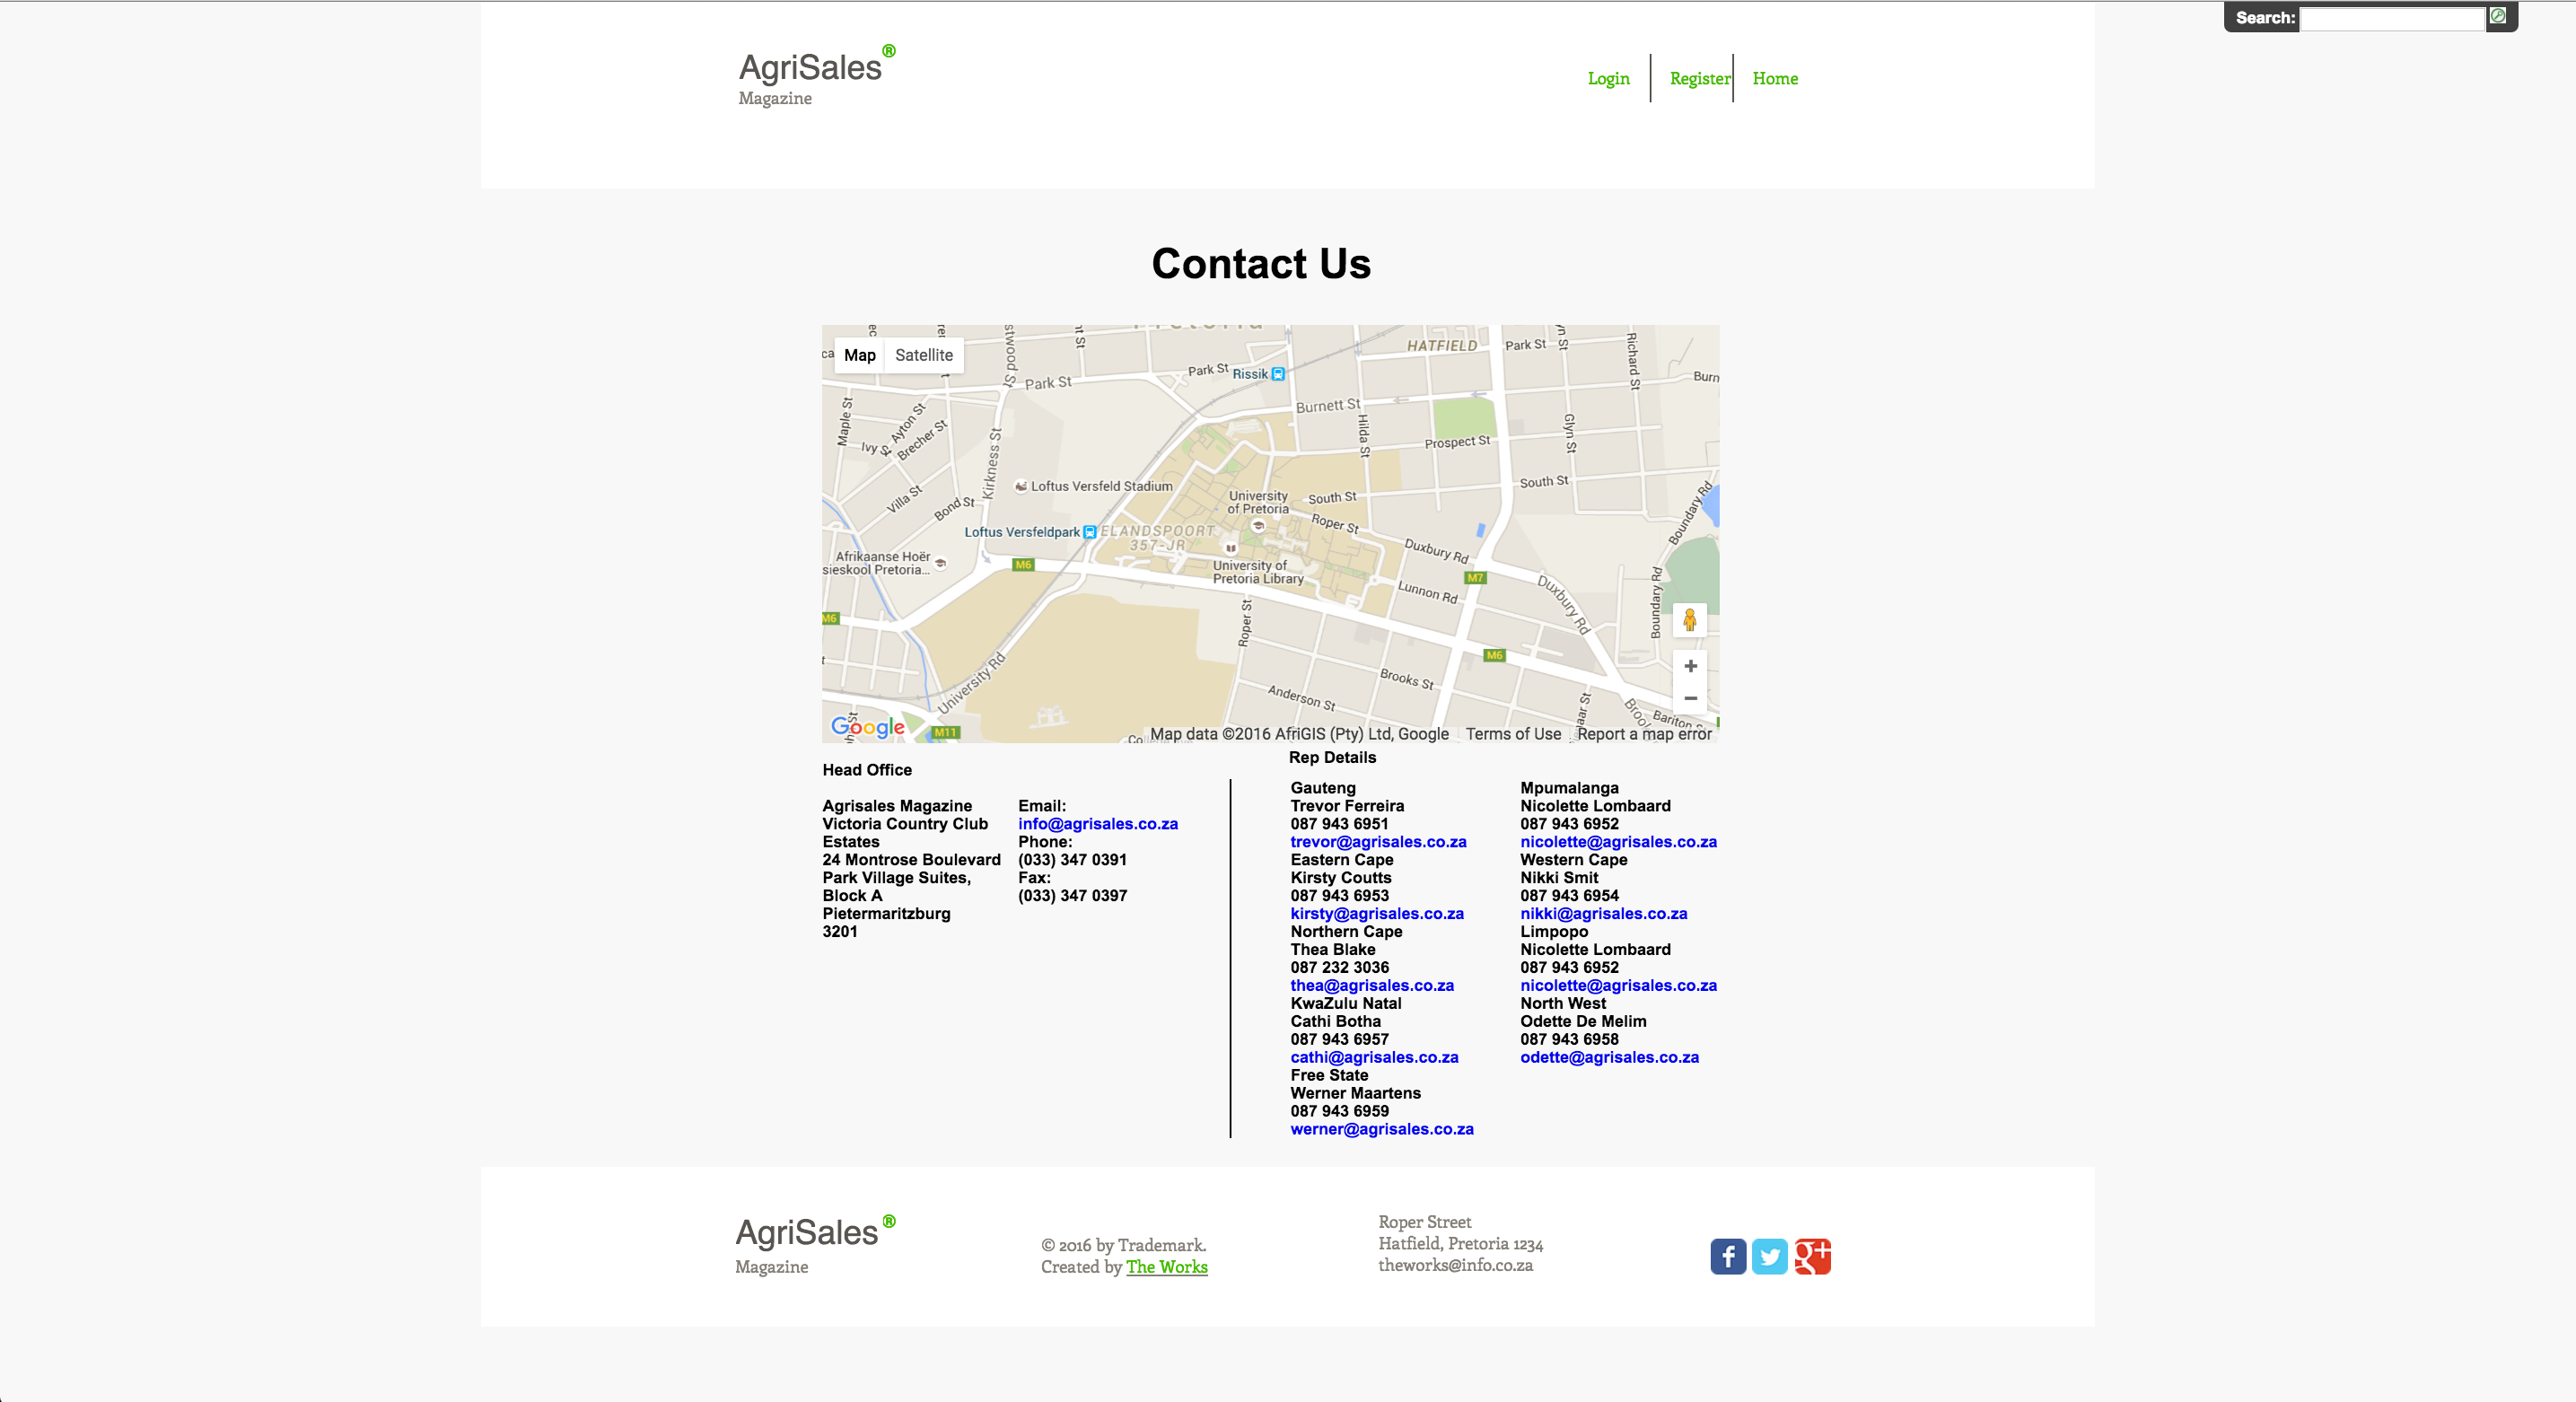 Search:
AgriSales®
Magazine
Login
Register
Home
Contact Us
Map
Satellite
Pretoria
HATFIELD
Park St
Richard St
Park St
Park St
Rissik
Burnett St
Maple St
Ayton St
Ivy St
Brecher St
Kirkness St
Hilda St
Prospect St
Glyn St
Loftus Versfeld Stadium
Villa St
Bond St
University
of Pretoria
South St
South St
Roper St
Boundary Rd
Loftus Versfeldpark
ELANDSPOORT
357-JR
Afrikaanse Hoër
sieskool Pretoria...
M6
University of
Pretoria Library
Duxbury Rd
M7
Lunnon Rd
Duxbury Rd
Boundary Rd
M6
Roper St
M6
University Rd
Brooks St
Anderson St
Bariton St
Google
M11
Map data ©2016 AfriGIS (Pty) Ltd, Google
Terms of Use
Report a map error
Head Office
Agrisales Magazine
Victoria Country Club
Estates
24 Montrose Boulevard
Park Village Suites,
Block A
Pietermaritzburg
3201
Email:
info@agrisales.co.za
Phone:
(033) 347 0391
Fax:
(033) 347 0397
Rep Details
Gauteng
Trevor Ferreira
087 943 6951
trevor@agrisales.co.za
Eastern Cape
Kirsty Coutts
087 943 6953
kirsty@agrisales.co.za
Northern Cape
Thea Blake
087 232 3036
thea@agrisales.co.za
KwaZulu Natal
Cathi Botha
087 943 6957
cathi@agrisales.co.za
Free State
Werner Maartens
087 943 6959
werner@agrisales.co.za
Mpumalanga
Nicolette Lombaard
087 943 6952
nicolette@agrisales.co.za
Western Cape
Nikki Smit
087 943 6954
nikki@agrisales.co.za
Limpopo
Nicolette Lombaard
087 943 6952
nicolette@agrisales.co.za
North West
Odette De Melim
087 943 6958
odette@agrisales.co.za
AgriSales®
Magazine
© 2016 by Trademark.
Created by The Works
Roper Street
Hatfield, Pretoria 1234
theworks@info.co.za